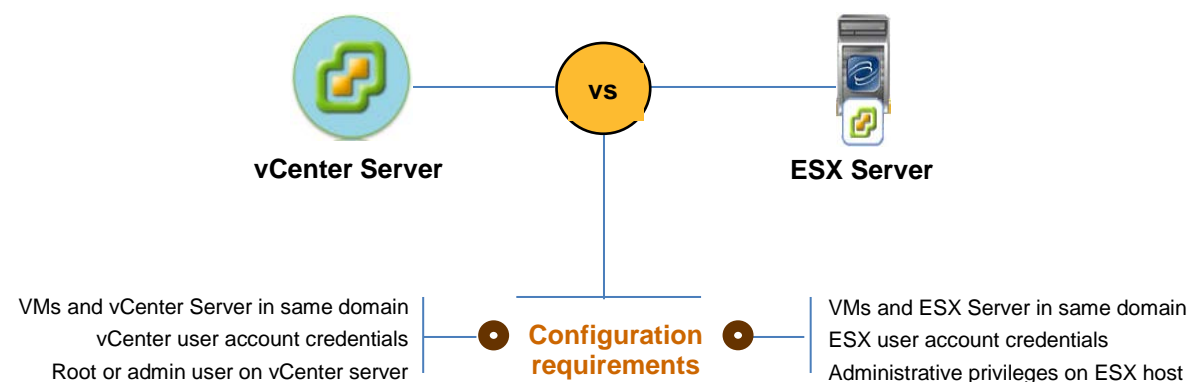 vs
vCenter Server
ESX Server
VMs and vCenter Server in same domain
vCenter user account credentials
Root or admin user on vCenter server
Configuration
requirements
VMs and ESX Server in same domain
ESX user account credentials
Administrative privileges on ESX host